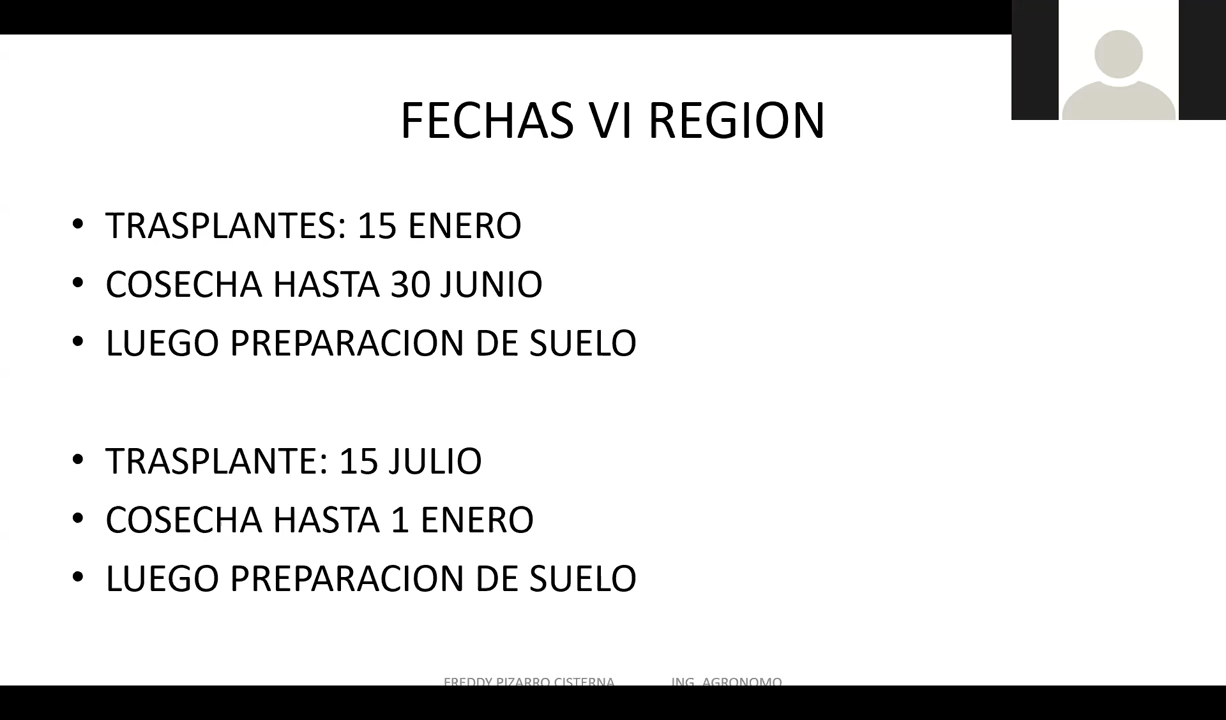 FECHAS VI REGION
• TRASPLANTES: 15 ENERO
• COSECHA HASTA 30 JUNIO
• LUEGO PREPARACION DE SUELO
• TRASPLANTE: 15 JULIO
• COSECHA HASTA 1 ENERO
• LUEGO PREPARACION DE SUELO
FREDDY PIZARRO CISTERNA ING. AGRONOMO